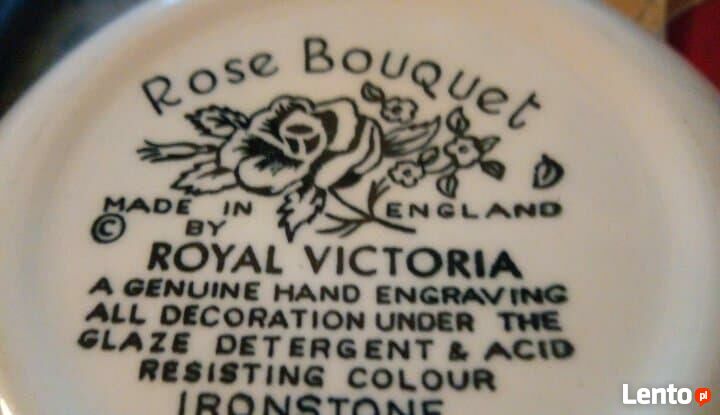 Rose Bouquet
MADE IN ENGLAND
© BY
ROYAL VICTORIA
A GENUINE HAND ENGRAVING
ALL DECORATION UNDER THE
GLAZE DETERGENT & ACID
RESISTING COLOUR
IRONSTONE
Lento pl